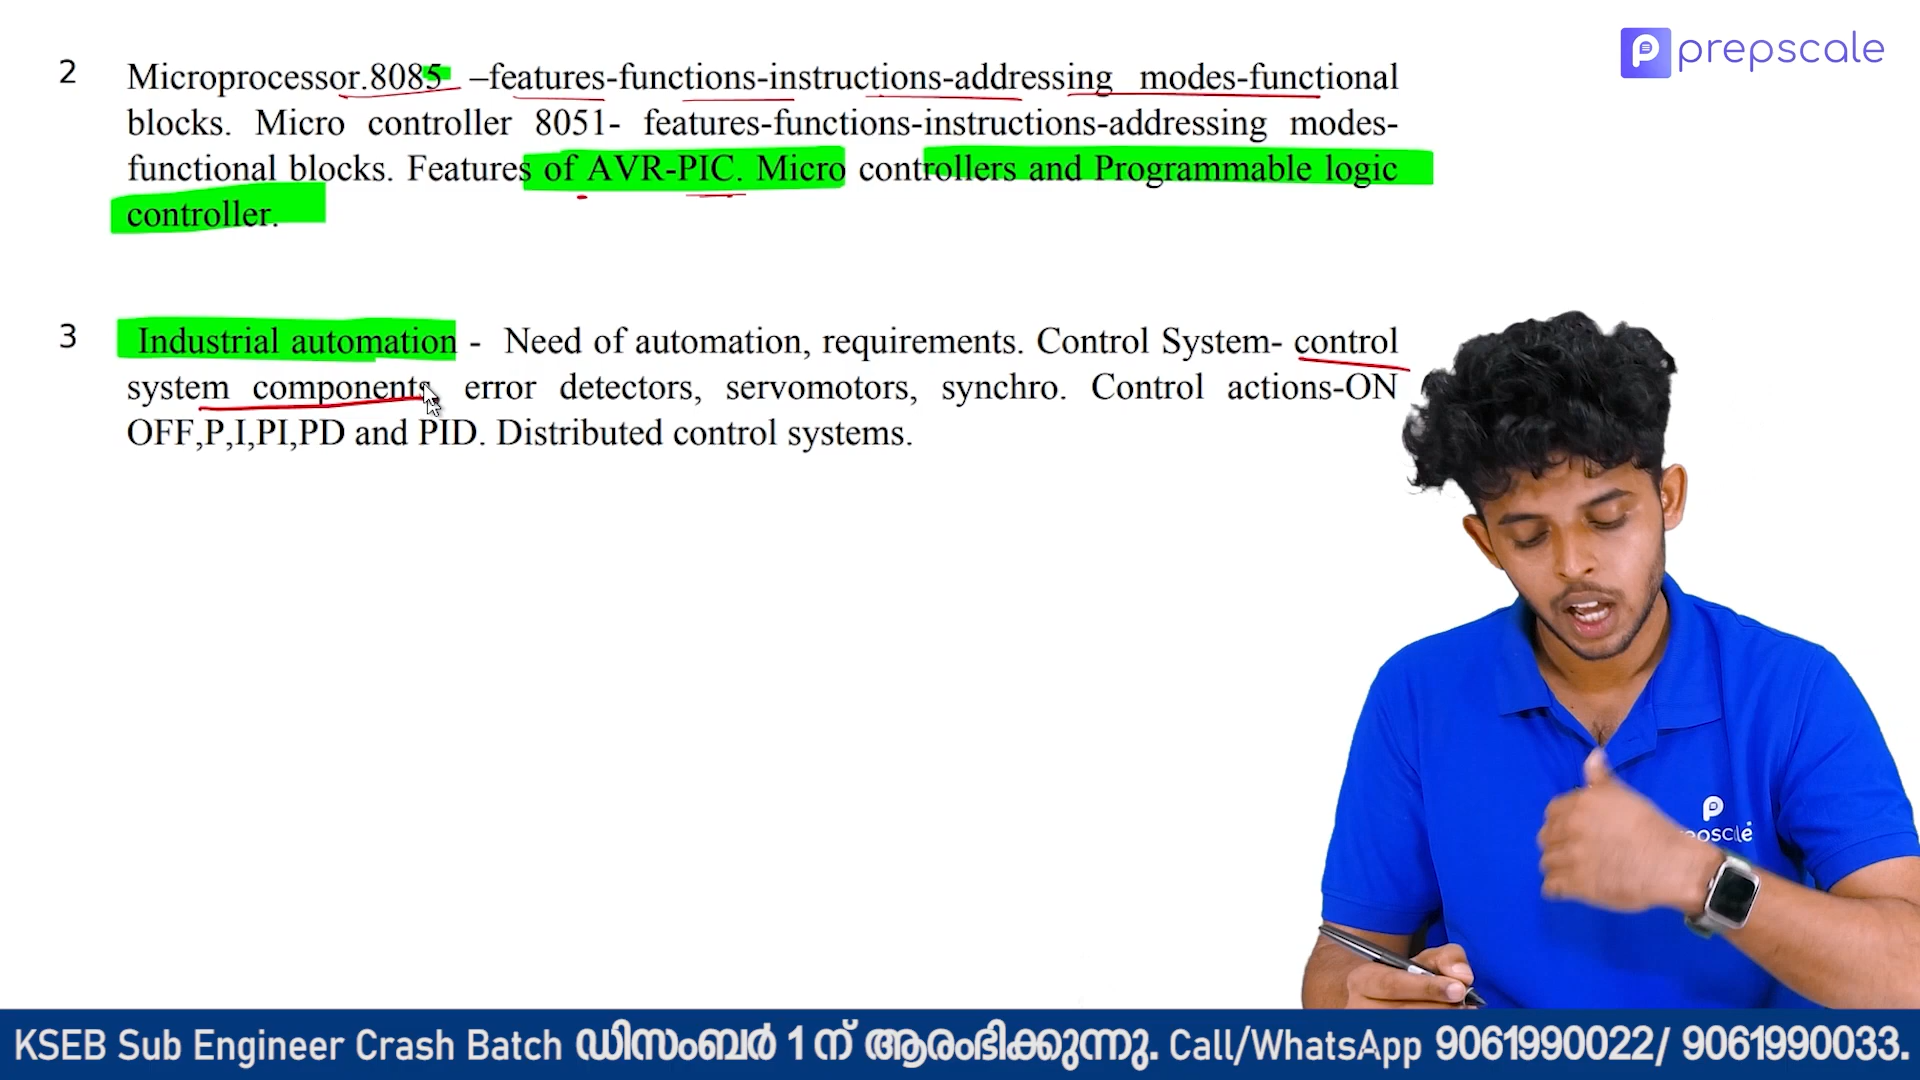 prepscale
2 Microprocessor.8085 –features-functions-instructions-addressing modes-functional
blocks. Micro controller 8051- features-functions-instructions-addressing modes-
functional blocks. Features of AVR-PIC. Micro controllers and Programmable logic
controller.
3 Industrial automation - Need of automation, requirements. Control System- control
system components, error detectors, servomotors, synchro. Control actions-ON
OFF,P,I,PI,PD and PID. Distributed control systems.
KSEB Sub Engineer Crash Batch ഡിസംബർ 1 ന് ആരംഭിക്കുന്നു. Call/WhatsApp 9061990022/ 9061990033.